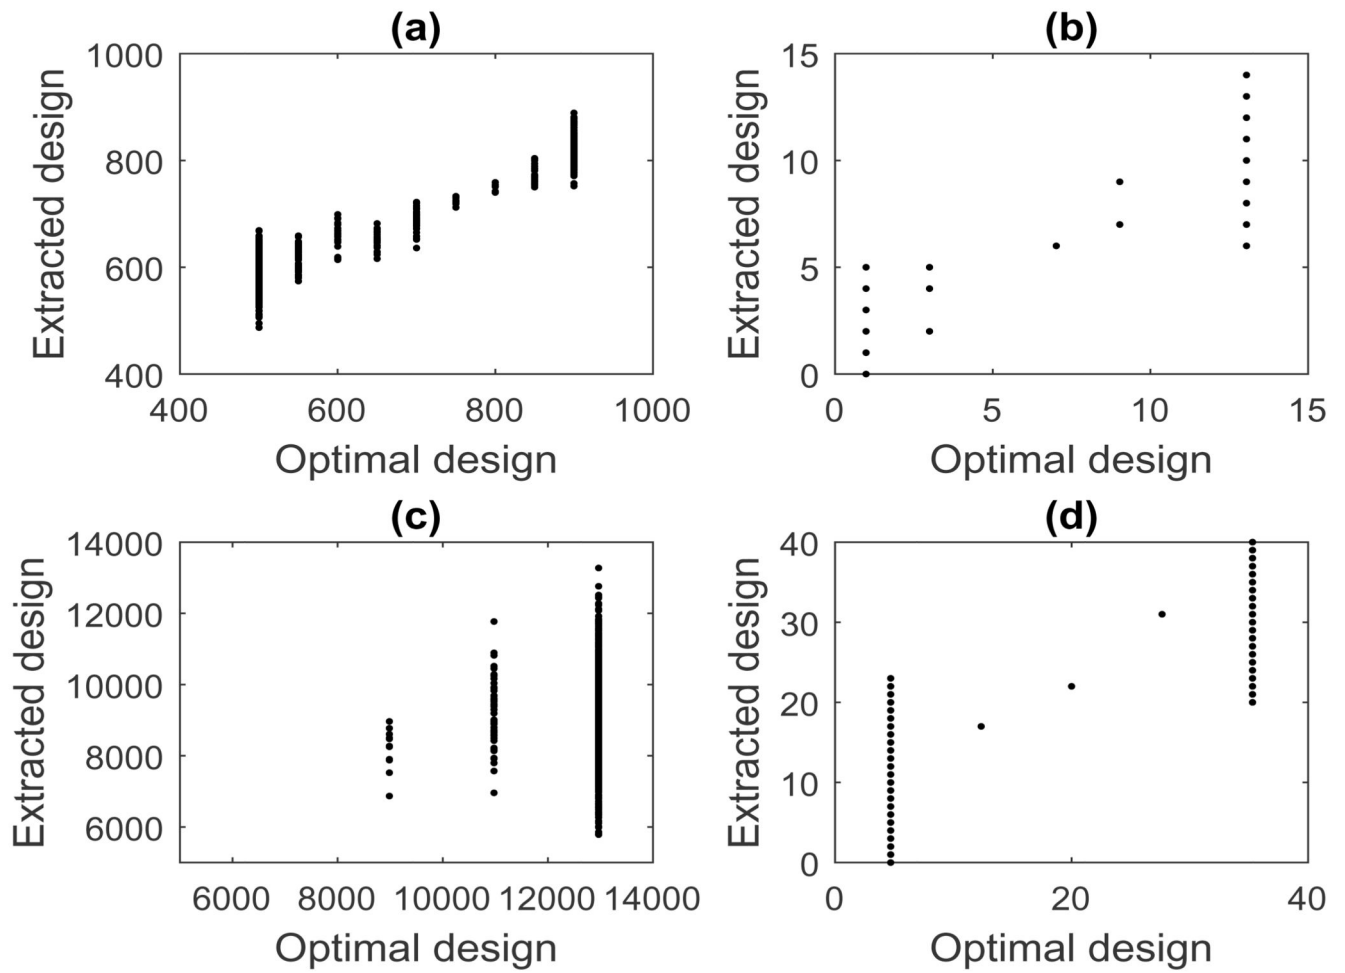 (a)
1000
800
600
400
Extracted design
400 600 800 1000
Optimal design
(b)
15
10
5
0
Extracted design
0 5 10 15
Optimal design
(c)
14000
12000
10000
8000
6000
Extracted design
6000 8000 10000 12000 14000
Optimal design
(d)
40
30
20
10
0
Extracted design
0 20 40
Optimal design